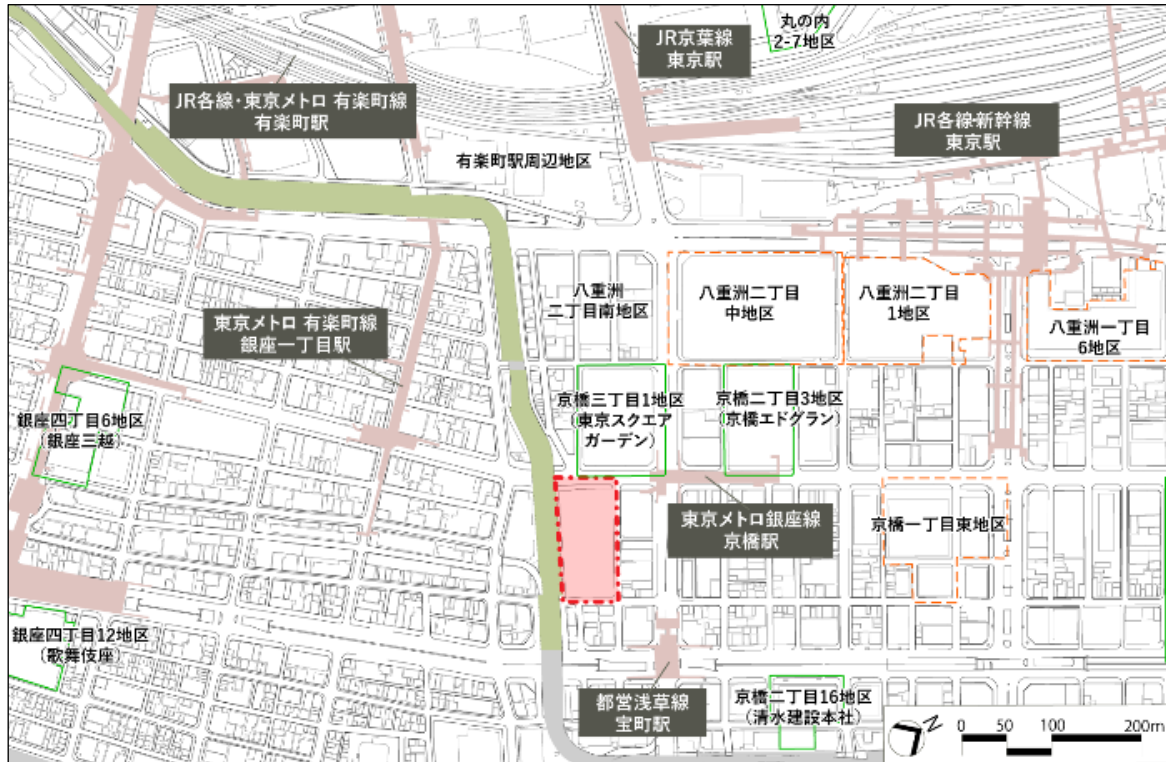 丸の内
2-7地区
JR京葉線
東京駅
JR各線・東京メトロ 有楽町線
有楽町駅
JR各線・新幹線
東京駅
有楽町駅周辺地区
八重洲
二丁目南地区
八重洲二丁目
中地区
八重洲二丁目
1地区
八重洲一丁目
6地区
東京メトロ 有楽町線
銀座一丁目駅
京橋三丁目1地区
(東京スクエア
ガーデン)
京橋二丁目3地区
(京橋エドグラン)
銀座四丁目6地区
(銀座三越)
東京メトロ銀座線
京橋駅
京橋一丁目東地区
銀座四丁目12地区
(歌舞伎座)
都営浅草線
宝町駅
京橋二丁目16地区
(清水建設本社)
N
0 50 100 200m